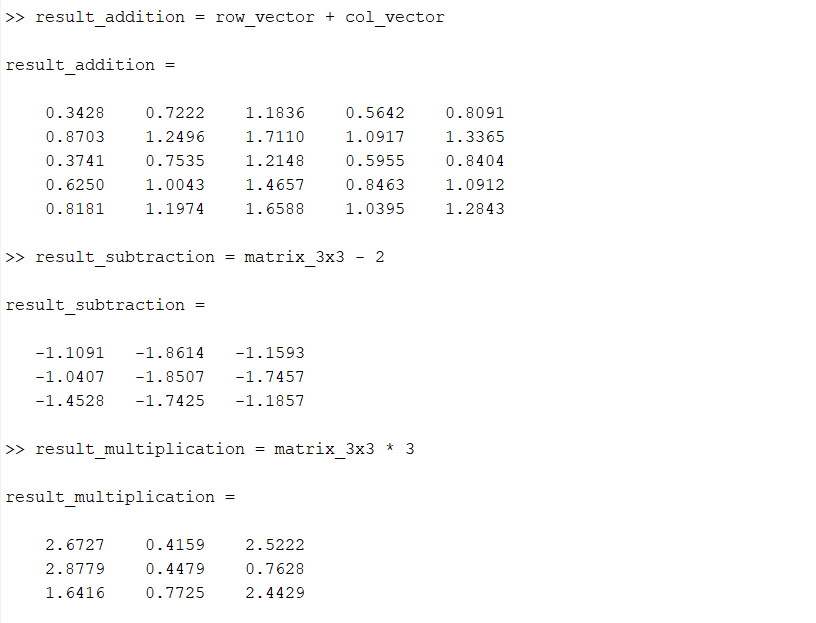 >> result_addition = row_vector + col_vector
result_addition =
0.3428 0.7222 1.1836 0.5642 0.8091
0.8703 1.2496 1.7110 1.0917 1.3365
0.3741 0.7535 1.2148 0.5955 0.8404
0.6250 1.0043 1.4657 0.8463 1.0912
0.8181 1.1974 1.6588 1.0395 1.2843
>> result_subtraction = matrix_3x3 - 2
result_subtraction =
-1.1091 -1.8614 -1.1593
-1.0407 -1.8507 -1.7457
-1.4528 -1.7425 -1.1857
>> result_multiplication = matrix_3x3 * 3
result_multiplication =
2.6727 0.4159 2.5222
2.8779 0.4479 0.7628
1.6416 0.7725 2.4429